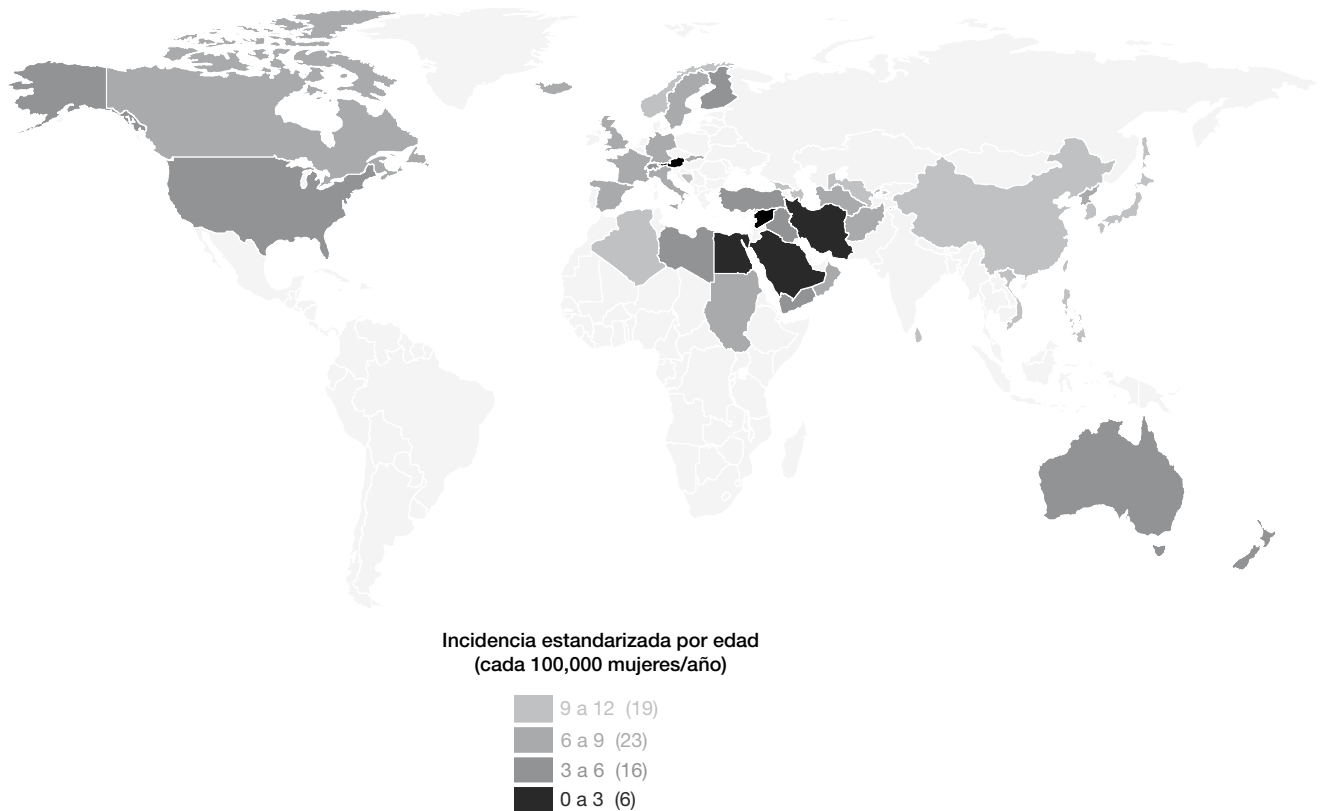 Incidencia estandarizada por edad
(cada 100,000 mujeres/año)
9 a 12 (19)
6 a 9 (23)
3 a 6 (16)
0 a 3 (6)